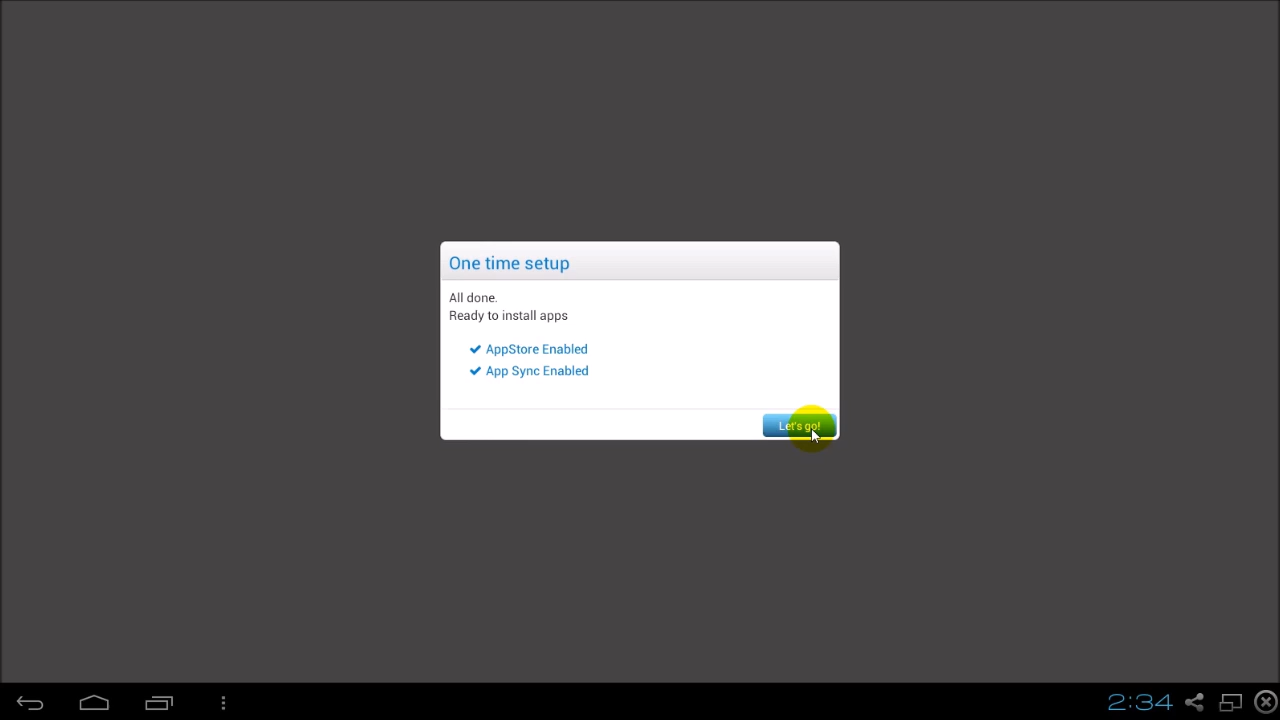 One time setup
All done.
Ready to install apps
AppStore Enabled
App Sync Enabled
Let's go!
2:34